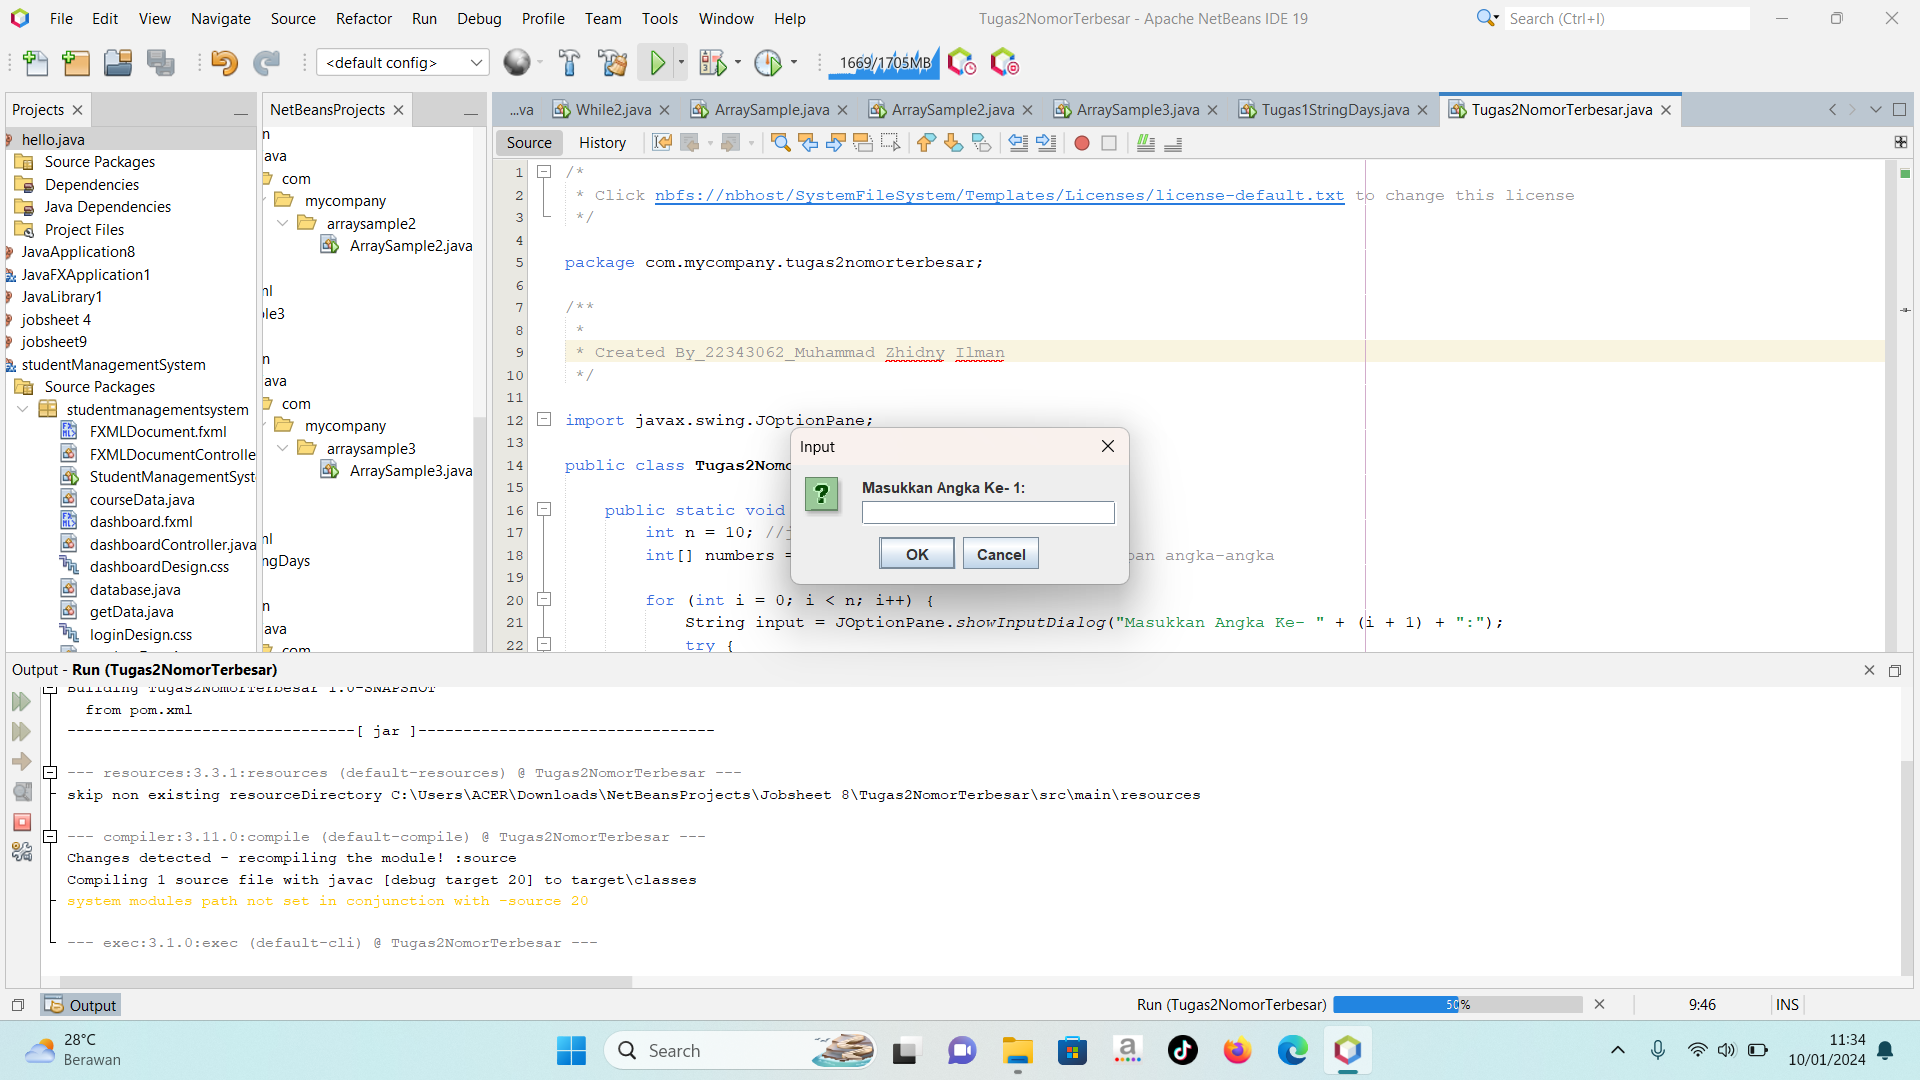 File Edit View Navigate Source Refactor Run Debug Profile Team Tools Window Help
Tugas2NomorTerbesar - Apache NetBeans IDE 19
Search (Ctrl+I)
<default config>
1669/1705MB
Projects
NetBeansProjects
...va
While2.java
ArraySample.java
ArraySample2.java
ArraySample3.java
Tugas1StringDays.java
Tugas2NomorTerbesar.java
hello.java
Source Packages
Dependencies
Java Dependencies
Project Files
JavaApplication8
JavaFXApplication1
JavaLibrary1
jobsheet 4
jobsheet9
studentManagementSystem
Source Packages
studentmanagementsystem
FXMLDocument.fxml
FXMLDocumentControlle
StudentManagementSyst
courseData.java
dashboard.fxml
dashboardController.java
dashboardDesign.css
database.java
getData.java
loginDesign.css
n
ava
com
mycompany
arraysample2
ArraySample2.java
ml
le3
n
ava
com
mycompany
arraysample3
ArraySample3.java
ml
ngDays
n
ava
com
Source History
1 /*
2 * Click nbfs://nbhost/SystemFileSystem/Templates/Licenses/license-default.txt to change this license
3 */
4
5 package com.mycompany.tugas2nomorterbesar;
6
7 /**
8 *
9 * Created By_22343062_Muhammad Zhidny Ilman
10 */
11
12 import javax.swing.JOptionPane;
13
14 public class Tugas2Nomo
15
16 public static void
17 int n = 10; //j
18 int[] numbers = pan angka-angka
19
20 for (int i = 0; i < n; i++) {
21 String input = JOptionPane.showInputDialog("Masukkan Angka Ke- " + (i + 1) + ":");
22 try {
Input
Masukkan Angka Ke- 1:
OK Cancel
Output - Run (Tugas2NomorTerbesar)
Building Tugas2NomorTerbesar 1.0-SNAPSHOT
from pom.xml
--------------------------------[ jar ]---------------------------------
--- resources:3.3.1:resources (default-resources) @ Tugas2NomorTerbesar ---
skip non existing resourceDirectory C:\Users\ACER\Downloads\NetBeansProjects\Jobsheet 8\Tugas2NomorTerbesar\src\main\resources
--- compiler:3.11.0:compile (default-compile) @ Tugas2NomorTerbesar ---
Changes detected - recompiling the module! :source
Compiling 1 source file with javac [debug target 20] to target\classes
system modules path not set in conjunction with -source 20
--- exec:3.1.0:exec (default-cli) @ Tugas2NomorTerbesar ---
Output
Run (Tugas2NomorTerbesar)
50%
9:46
INS
28°C
Berawan
Search
11:34
10/01/2024